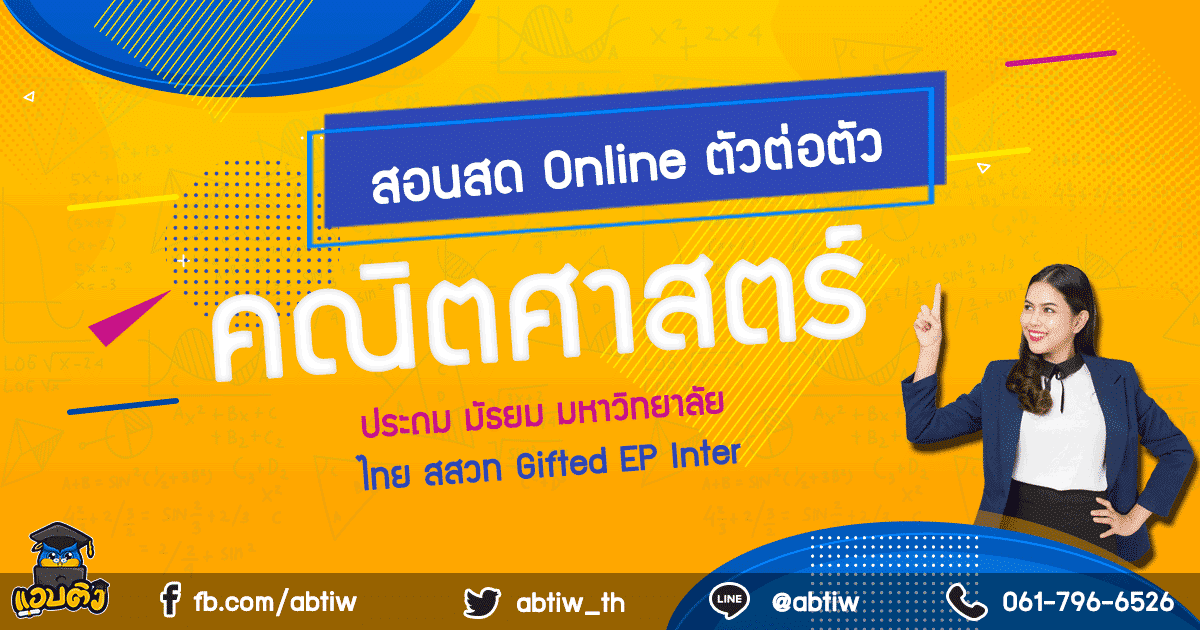 สอนสด Online ตัวต่อตัว
คณิตศาสตร์
ประถม มัธยม มหาวิทยาลัย
ไทย สสวท Gifted EP Inter
แอบติว
fb.com/abtiw
abtiw_th
LINE
@abtiw
061-796-6526